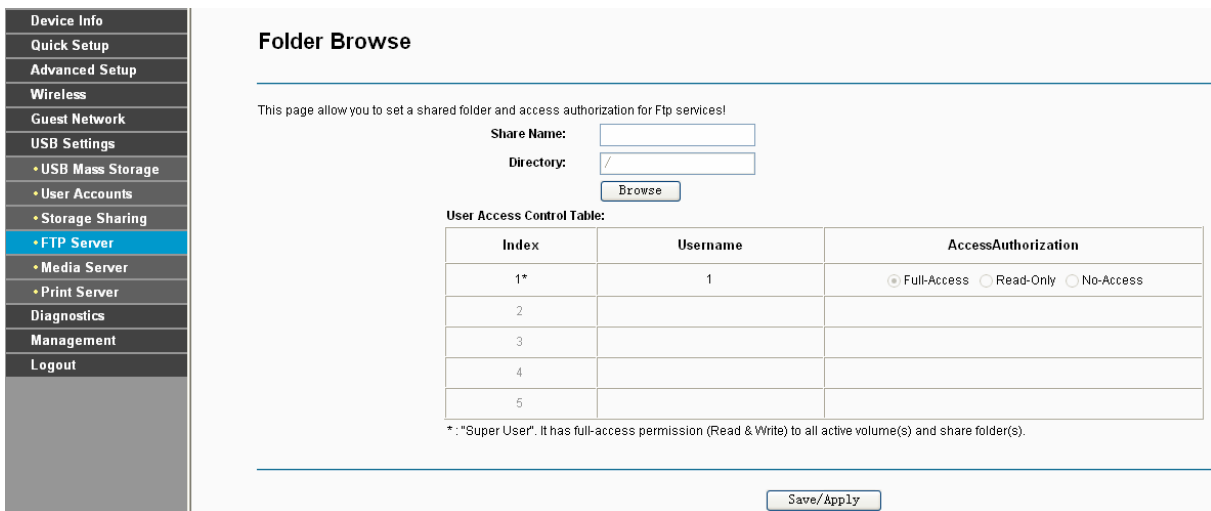 Device Info
Quick Setup
Advanced Setup
Wireless
Guest Network
USB Settings
• USB Mass Storage
• User Accounts
• Storage Sharing
• FTP Server
• Media Server
• Print Server
Diagnostics
Management
Logout
Folder Browse
This page allow you to set a shared folder and access authorization for Ftp services!
Share Name:
Directory: /
Browse
User Access Control Table:
Index Username AccessAuthorization
1* 1 Full-Access Read-Only No-Access
2
3
4
5
* : "Super User". It has full-access permission (Read & Write) to all active volume(s) and share folder(s).
Save/Apply